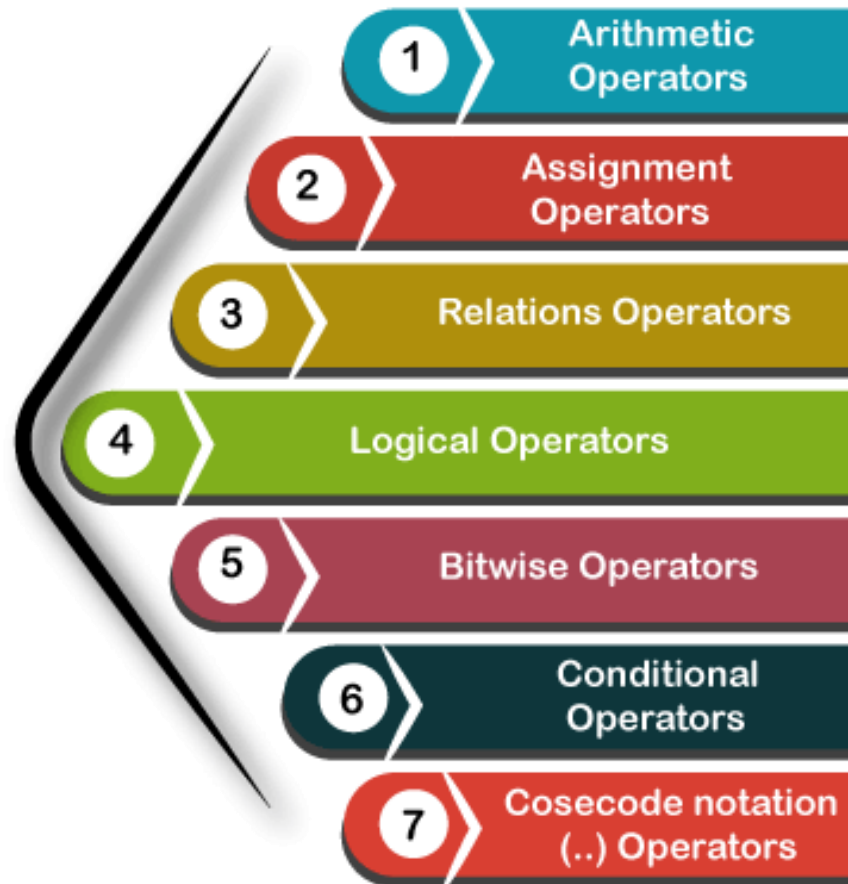 1
Arithmetic
Operators
2
Assignment
Operators
3
Relations Operators
4
Logical Operators
5
Bitwise Operators
6
Conditional
Operators
7
Cosecode notation
(..) Operators